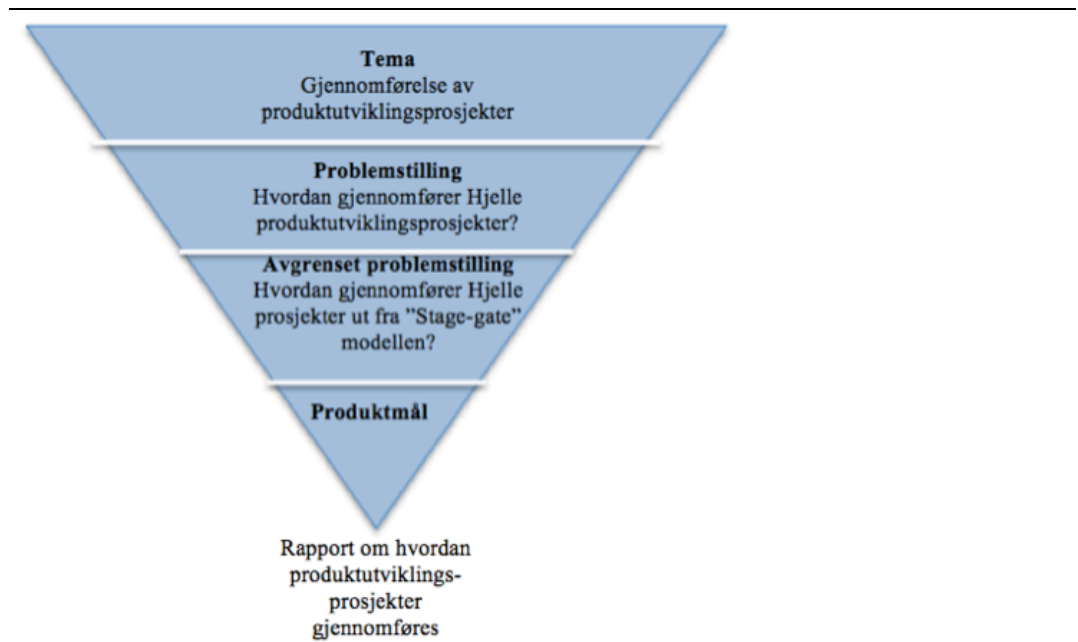 Tema
Gjennomførelse av
produktutviklingsprosjekter
Problemstilling
Hvordan gjennomfører Hjelle
produktutviklingsprosjekter?
Avgrenset problemstilling
Hvordan gjennomfører Hjelle
prosjekter ut fra ”Stage-gate”
modellen?
Produktmål
Rapport om hvordan
produktutviklings-
prosjekter
gjennomføres